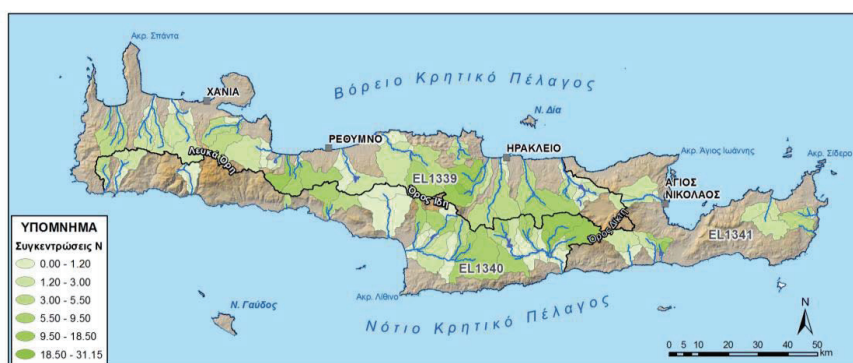 Ακρ. Σπάντα
Βόρειο Κρητικό Πέλαγος
ΧΑΝΙΑ
Ν. Δία
ΡΕΘΥΜΝΟ
ΗΡΑΚΛΕΙΟ
Ακρ. Άγιος Ιωάννης
Ακρ. Σίδερο
Λευκά Όρη
EL1339
ΑΓΙΟΣ
ΝΙΚΟΛΑΟΣ
Όρος Ίδη
Όρος Δίκτη
EL1341
EL1340
ΥΠΟΜΝΗΜΑ
Συγκεντρώσεις Ν
0.00 - 1.20
1.20 - 3.00
3.00 - 5.50
5.50 - 9.50
9.50 - 18.50
18.50 - 31.15
Ν. Γαύδος
Ακρ. Λίθινο
Νότιο Κρητικό Πέλαγος
N
0 5 10 20 30 40 50
km